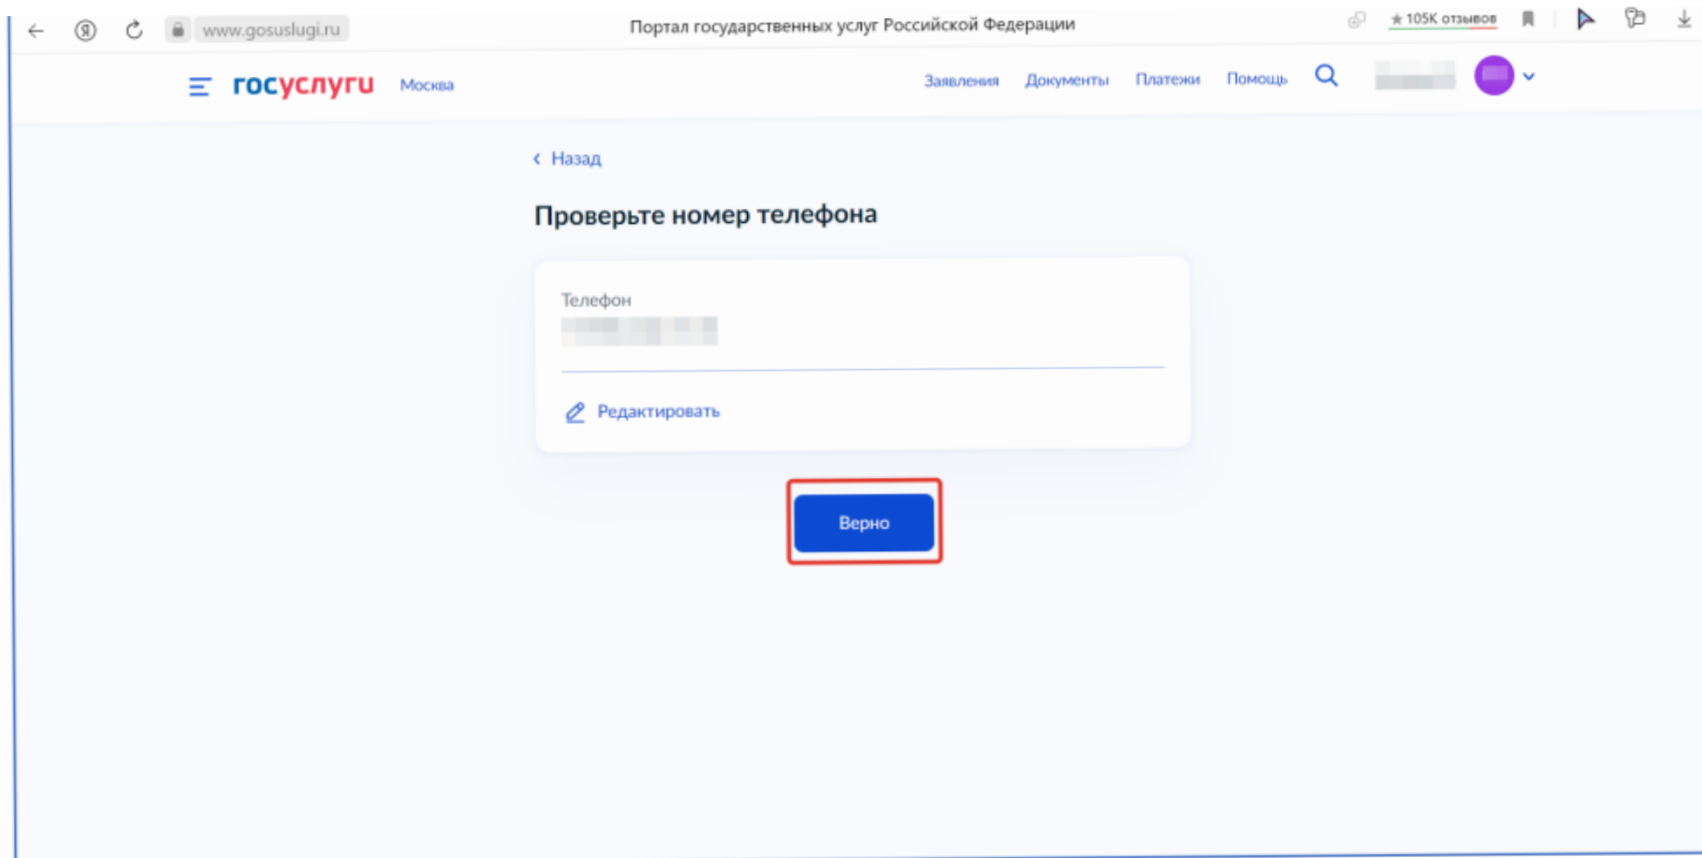 www.gosuslugi.ru
Портал государственных услуг Российской Федерации
★ 105K отзывов
госуслуги
Москва
Заявления
Документы
Платежи
Помощь
Назад
Проверьте номер телефона
Телефон
Редактировать
Верно